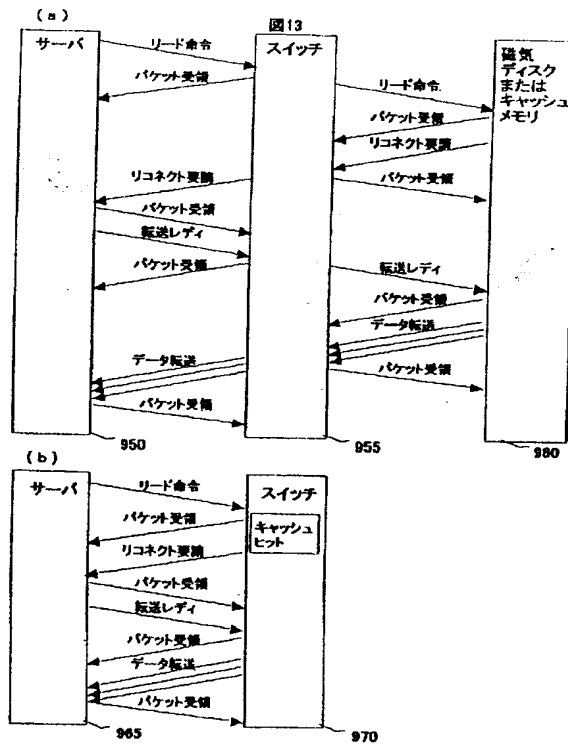 (a)
図13
サーバ
スイッチ
磁気
ディスク
または
キャッシュ
メモリ
リード命令
パケット受領
リード命令
パケット受領
リコネクト要請
リコネクト要請
パケット受領
パケット受領
転送レディ
パケット受領
転送レディ
パケット受領
データ転送
データ転送
パケット受領
パケット受領
950
955
980
(b)
サーバ
スイッチ
リード命令
パケット受領
キャッシュ
ヒット
リコネクト要請
パケット受領
転送レディ
パケット受領
データ転送
パケット受領
965
970